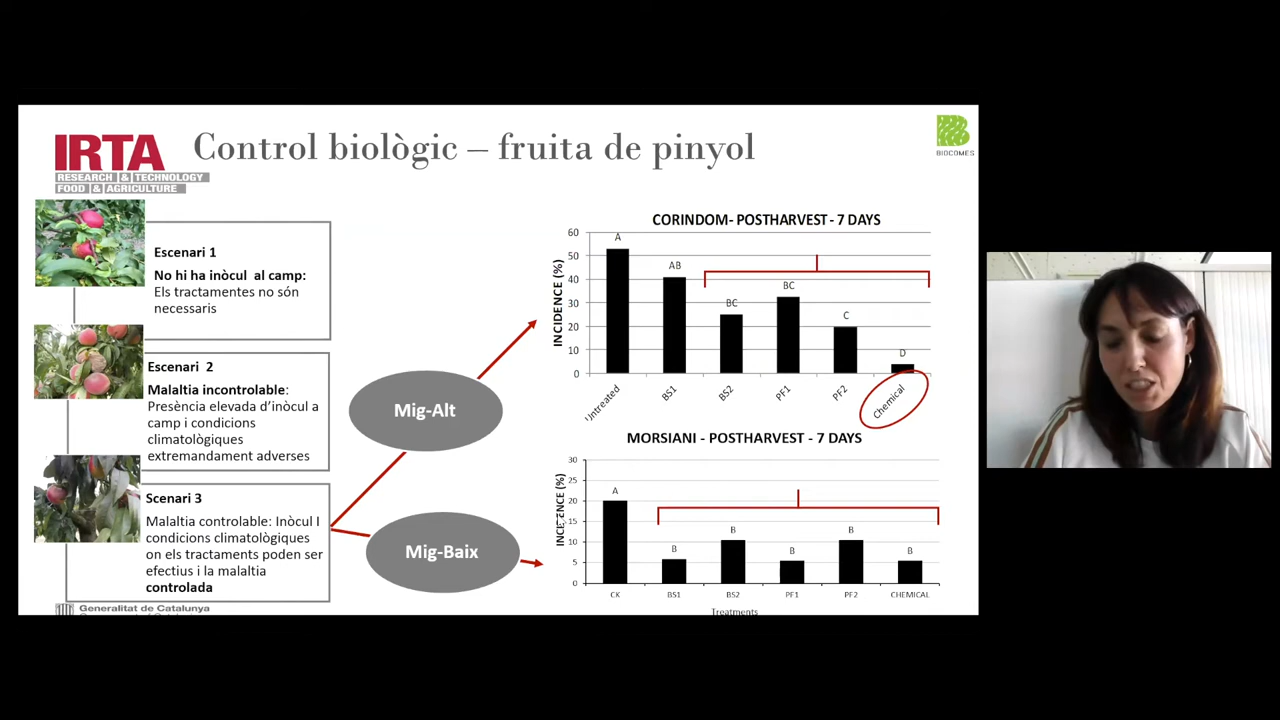 IRTA
RESEARCH & TECHNOLOGY
FOOD & AGRICULTURE
Control biològic – fruita de pinyol
BIOCOMES
Escenari 1
No hi ha inòcul al camp:
Els tractamentes no són
necessaris
Escenari 2
Malaltia incontrolable:
Presència elevada d'inòcul a
camp i condicions
climatològiques
extremandament adverses
Scenari 3
Malaltia controlable: Inòcul I
condicions climatològiques
on els tractaments poden ser
efectius i la malaltia
controlada
Generalitat de Catalunya
Mig-Alt
Mig-Baix
CORINDOM- POSTHARVEST - 7 DAYS
INCIDENCE (%)
60
50
40
30
20
10
0
A
AB
BC
BC
C
D
Untreated
BS1
BS2
PF1
PF2
Chemical
MORSIANI - POSTHARVEST - 7 DAYS
INCIDENCE (%)
30
25
20
15
10
5
0
A
B
B
B
B
B
CK
BS1
BS2
PF1
PF2
CHEMICAL
Treatments